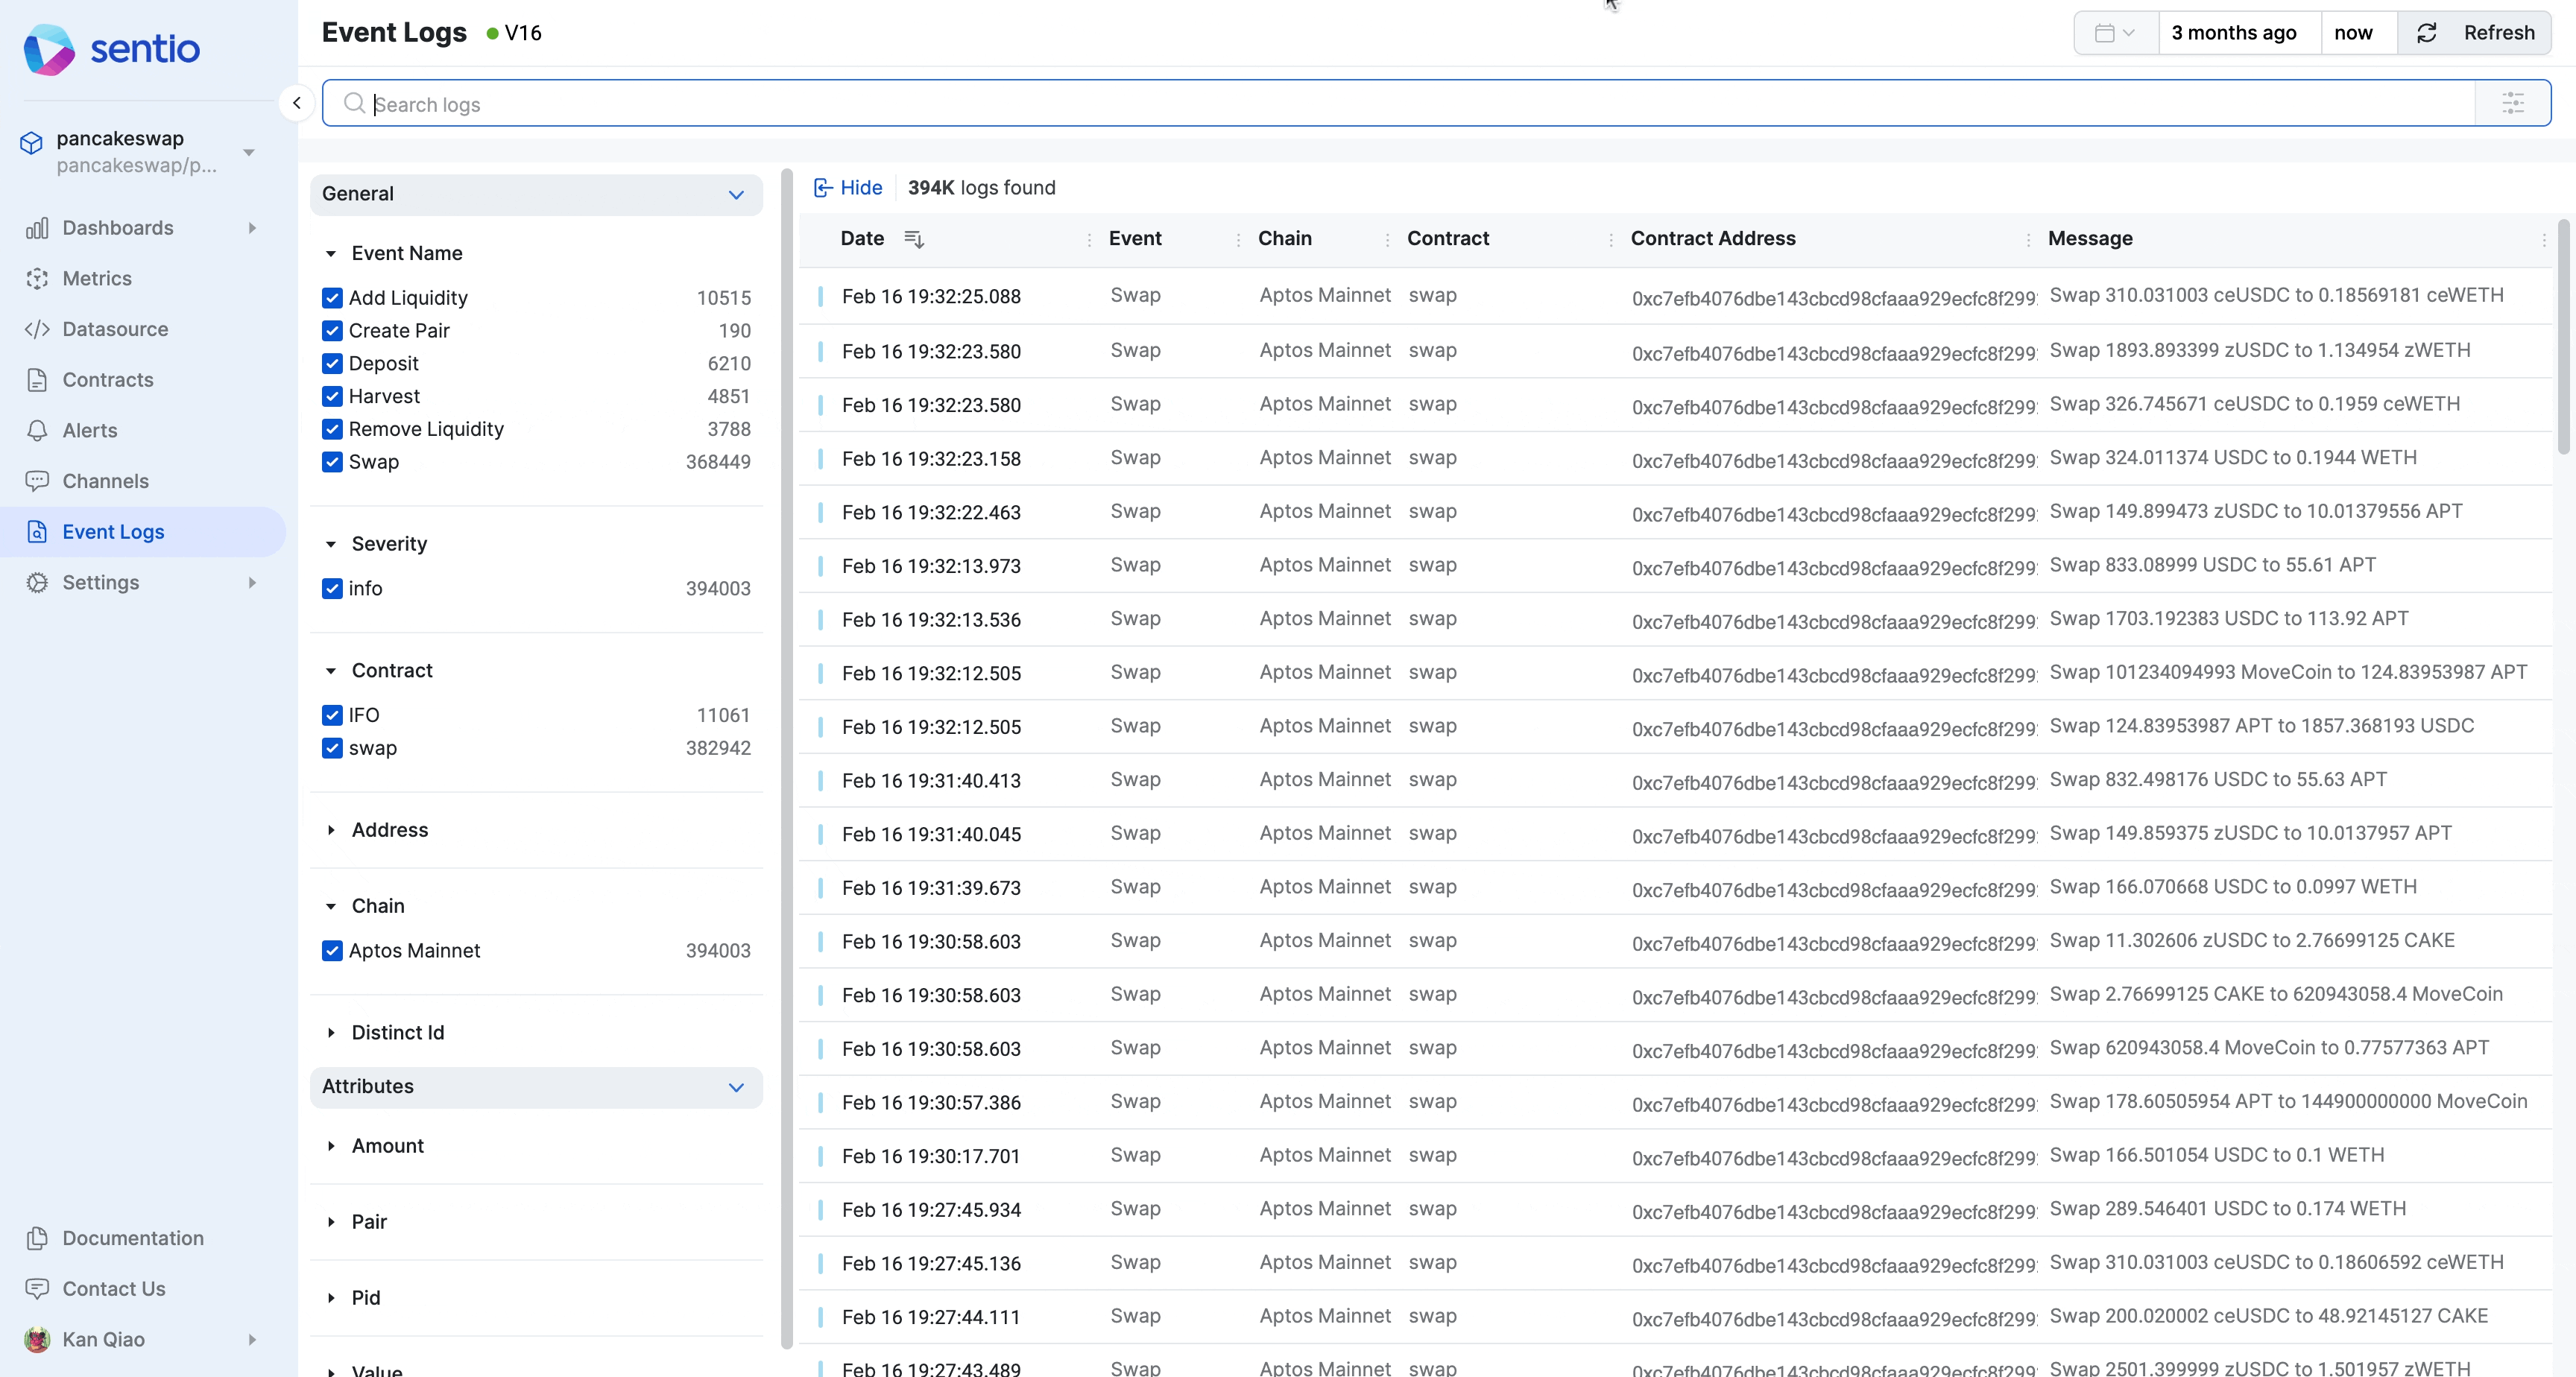 sentio
pancakeswap
pancakeswap/p...
Dashboards
Metrics
Datasource
Contracts
Alerts
Channels
Event Logs
Settings
Documentation
Contact Us
Kan Qiao
Event Logs V16
3 months ago now Refresh
Search logs
General
Event Name
Add Liquidity 10515
Create Pair 190
Deposit 6210
Harvest 4851
Remove Liquidity 3788
Swap 368449
Severity
info 394003
Contract
IFO 11061
swap 382942
Address
Chain
Aptos Mainnet 394003
Distinct Id
Attributes
Amount
Pair
Pid
Value
Hide 394K logs found
Date Event Chain Contract Contract Address Message
Feb 16 19:32:25.088 Swap Aptos Mainnet swap 0xc7efb4076dbe143cbcd98cfaaa929ecfc8f299 Swap 310.031003 ceUSDC to 0.18569181 ceWETH
Feb 16 19:32:23.580 Swap Aptos Mainnet swap 0xc7efb4076dbe143cbcd98cfaaa929ecfc8f299 Swap 1893.893399 zUSDC to 1.134954 zWETH
Feb 16 19:32:23.580 Swap Aptos Mainnet swap 0xc7efb4076dbe143cbcd98cfaaa929ecfc8f299 Swap 326.745671 ceUSDC to 0.1959 ceWETH
Feb 16 19:32:23.158 Swap Aptos Mainnet swap 0xc7efb4076dbe143cbcd98cfaaa929ecfc8f299 Swap 324.011374 USDC to 0.1944 WETH
Feb 16 19:32:22.463 Swap Aptos Mainnet swap 0xc7efb4076dbe143cbcd98cfaaa929ecfc8f299 Swap 149.899473 zUSDC to 10.01379556 APT
Feb 16 19:32:13.973 Swap Aptos Mainnet swap 0xc7efb4076dbe143cbcd98cfaaa929ecfc8f299 Swap 833.08999 USDC to 55.61 APT
Feb 16 19:32:13.536 Swap Aptos Mainnet swap 0xc7efb4076dbe143cbcd98cfaaa929ecfc8f299 Swap 1703.192383 USDC to 113.92 APT
Feb 16 19:32:12.505 Swap Aptos Mainnet swap 0xc7efb4076dbe143cbcd98cfaaa929ecfc8f299 Swap 101234094993 MoveCoin to 124.83953987 APT
Feb 16 19:32:12.505 Swap Aptos Mainnet swap 0xc7efb4076dbe143cbcd98cfaaa929ecfc8f299 Swap 124.83953987 APT to 1857.368193 USDC
Feb 16 19:31:40.413 Swap Aptos Mainnet swap 0xc7efb4076dbe143cbcd98cfaaa929ecfc8f299 Swap 832.498176 USDC to 55.63 APT
Feb 16 19:31:40.045 Swap Aptos Mainnet swap 0xc7efb4076dbe143cbcd98cfaaa929ecfc8f299 Swap 149.859375 zUSDC to 10.0137957 APT
Feb 16 19:31:39.673 Swap Aptos Mainnet swap 0xc7efb4076dbe143cbcd98cfaaa929ecfc8f299 Swap 166.070668 USDC to 0.0997 WETH
Feb 16 19:30:58.603 Swap Aptos Mainnet swap 0xc7efb4076dbe143cbcd98cfaaa929ecfc8f299 Swap 11.302606 zUSDC to 2.76699125 CAKE
Feb 16 19:30:58.603 Swap Aptos Mainnet swap 0xc7efb4076dbe143cbcd98cfaaa929ecfc8f299 Swap 2.76699125 CAKE to 620943058.4 MoveCoin
Feb 16 19:30:58.603 Swap Aptos Mainnet swap 0xc7efb4076dbe143cbcd98cfaaa929ecfc8f299 Swap 620943058.4 MoveCoin to 0.77577363 APT
Feb 16 19:30:57.386 Swap Aptos Mainnet swap 0xc7efb4076dbe143cbcd98cfaaa929ecfc8f299 Swap 178.60505954 APT to 144900000000 MoveCoin
Feb 16 19:30:17.701 Swap Aptos Mainnet swap 0xc7efb4076dbe143cbcd98cfaaa929ecfc8f299 Swap 166.501054 USDC to 0.1 WETH
Feb 16 19:27:45.934 Swap Aptos Mainnet swap 0xc7efb4076dbe143cbcd98cfaaa929ecfc8f299 Swap 289.546401 USDC to 0.174 WETH
Feb 16 19:27:45.136 Swap Aptos Mainnet swap 0xc7efb4076dbe143cbcd98cfaaa929ecfc8f299 Swap 310.031003 ceUSDC to 0.18606592 ceWETH
Feb 16 19:27:44.111 Swap Aptos Mainnet swap 0xc7efb4076dbe143cbcd98cfaaa929ecfc8f299 Swap 200.020002 ceUSDC to 48.92145127 CAKE
Feb 16 19:27:43.489 Swap Aptos Mainnet swap 0xc7efb4076dbe143cbcd98cfaaa929ecfc8f299 Swap 2501.399999 zUSDC to 1.501957 zWETH